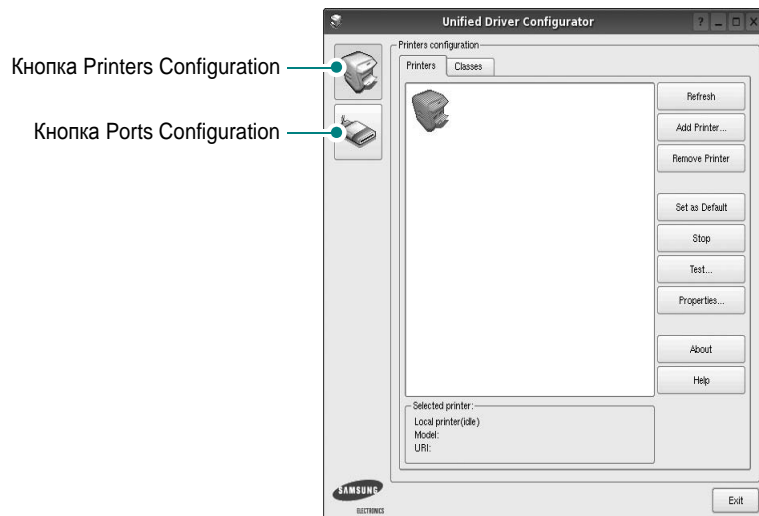 Unified Driver Configurator
Кнопка Printers Configuration
Кнопка Ports Configuration
Printers configuration
Printers
Classes
Refresh
Add Printer...
Remove Printer
Set as Default
Stop
Test...
Properties...
About
Help
Selected printer:
Local printer(idle)
Model:
URI:
SAMSUNG
ELECTRONICS
Exit